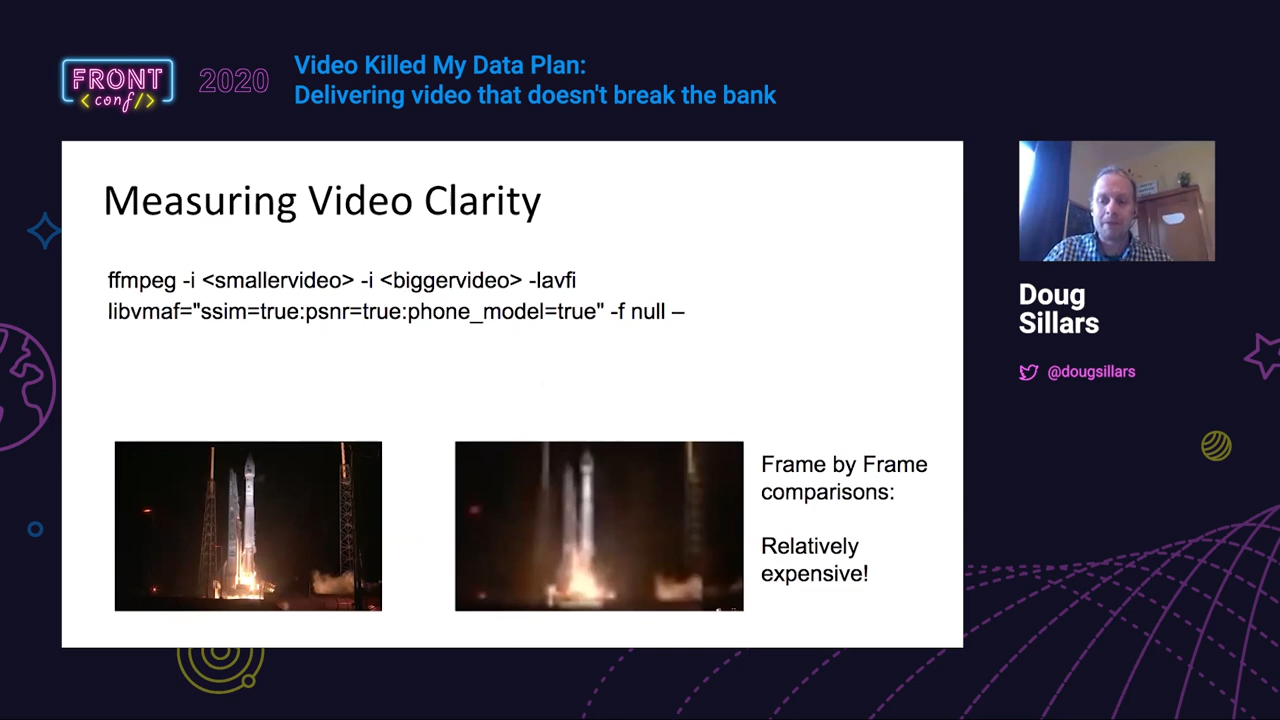 FRONT
<conf/>
2020
Video Killed My Data Plan:
Delivering video that doesn't break the bank
Measuring Video Clarity
ffmpeg -i <smallervideo> -i <biggervideo> -lavfi
libvmaf="ssim=true:psnr=true:phone_model=true" -f null –
Frame by Frame
comparisons:
Relatively
expensive!
Doug
Sillars
@dougsillars